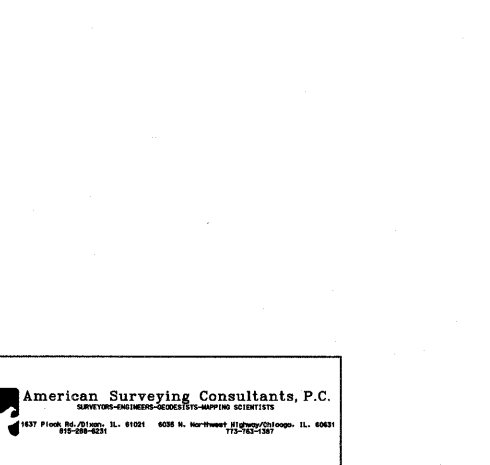 American Surveying Consultants, P.C.
SURVEYORS-ENGINEERS-GEODESISTS-MAPPING SCIENTISTS
1637 Plock Rd./Dixon, IL. 61021 6035 N. Northwest Highway/Chicago, IL. 60631
815-288-6231 773-763-1387